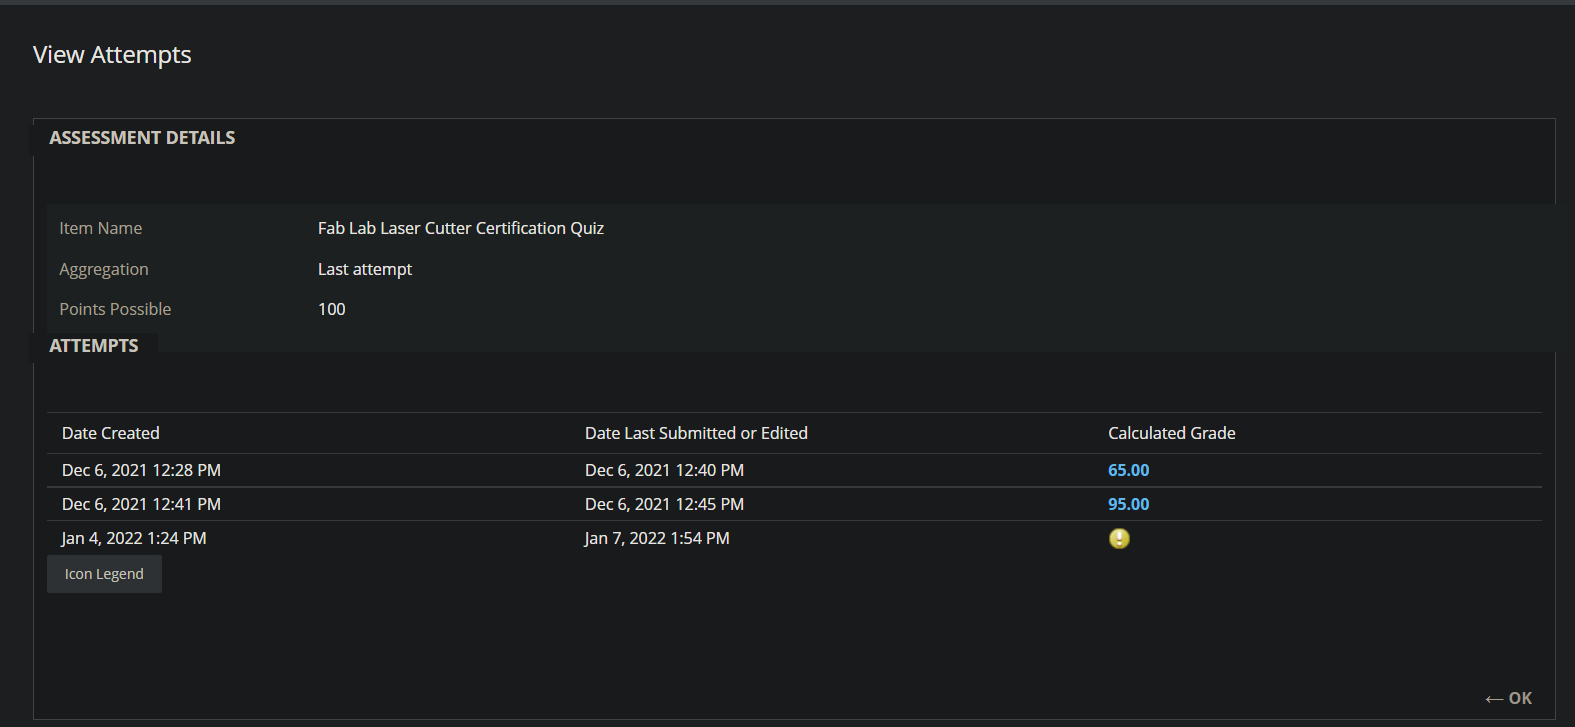 View Attempts
ASSESSMENT DETAILS
Item Name Fab Lab Laser Cutter Certification Quiz
Aggregation Last attempt
Points Possible 100
ATTEMPTS
Date Created Date Last Submitted or Edited Calculated Grade
Dec 6, 2021 12:28 PM Dec 6, 2021 12:40 PM 65.00
Dec 6, 2021 12:41 PM Dec 6, 2021 12:45 PM 95.00
Jan 4, 2022 1:24 PM Jan 7, 2022 1:54 PM
Icon Legend
← OK